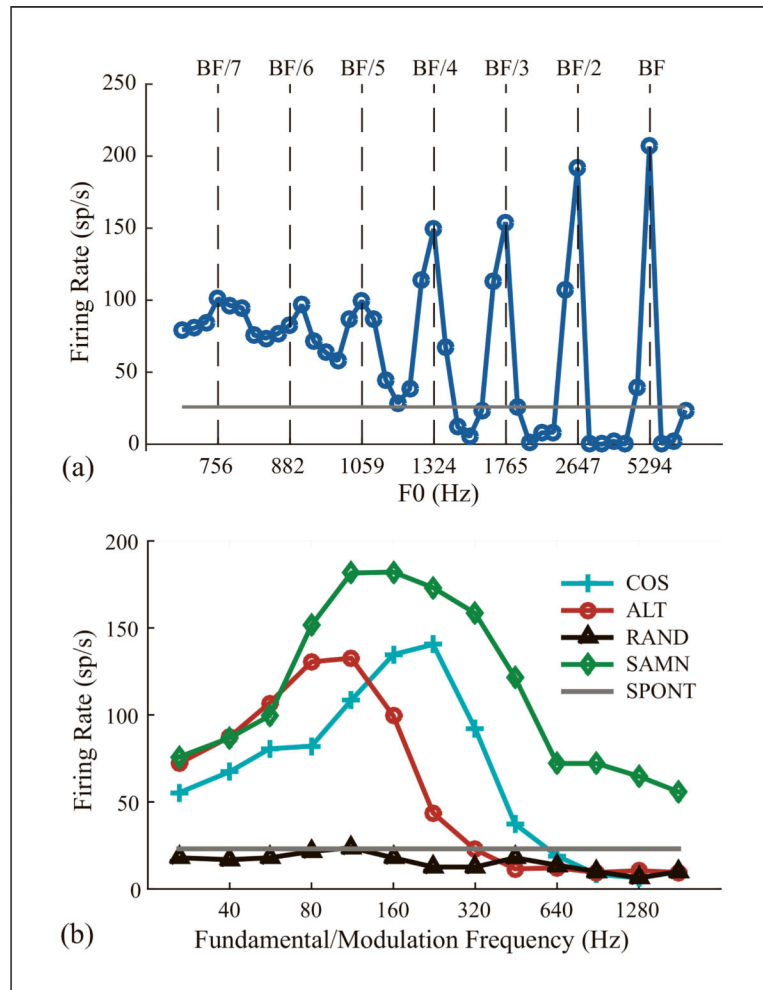 BF/7 BF/6 BF/5 BF/4 BF/3 BF/2 BF
250
200
150
100
50
0
Firing Rate (sp/s)
756 882 1059 1324 1765 2647 5294
(a)
F0 (Hz)
200
150
100
50
0
Firing Rate (sp/s)
COS
ALT
RAND
SAMN
SPONT
40 80 160 320 640 1280
(b)
Fundamental/Modulation Frequency (Hz)